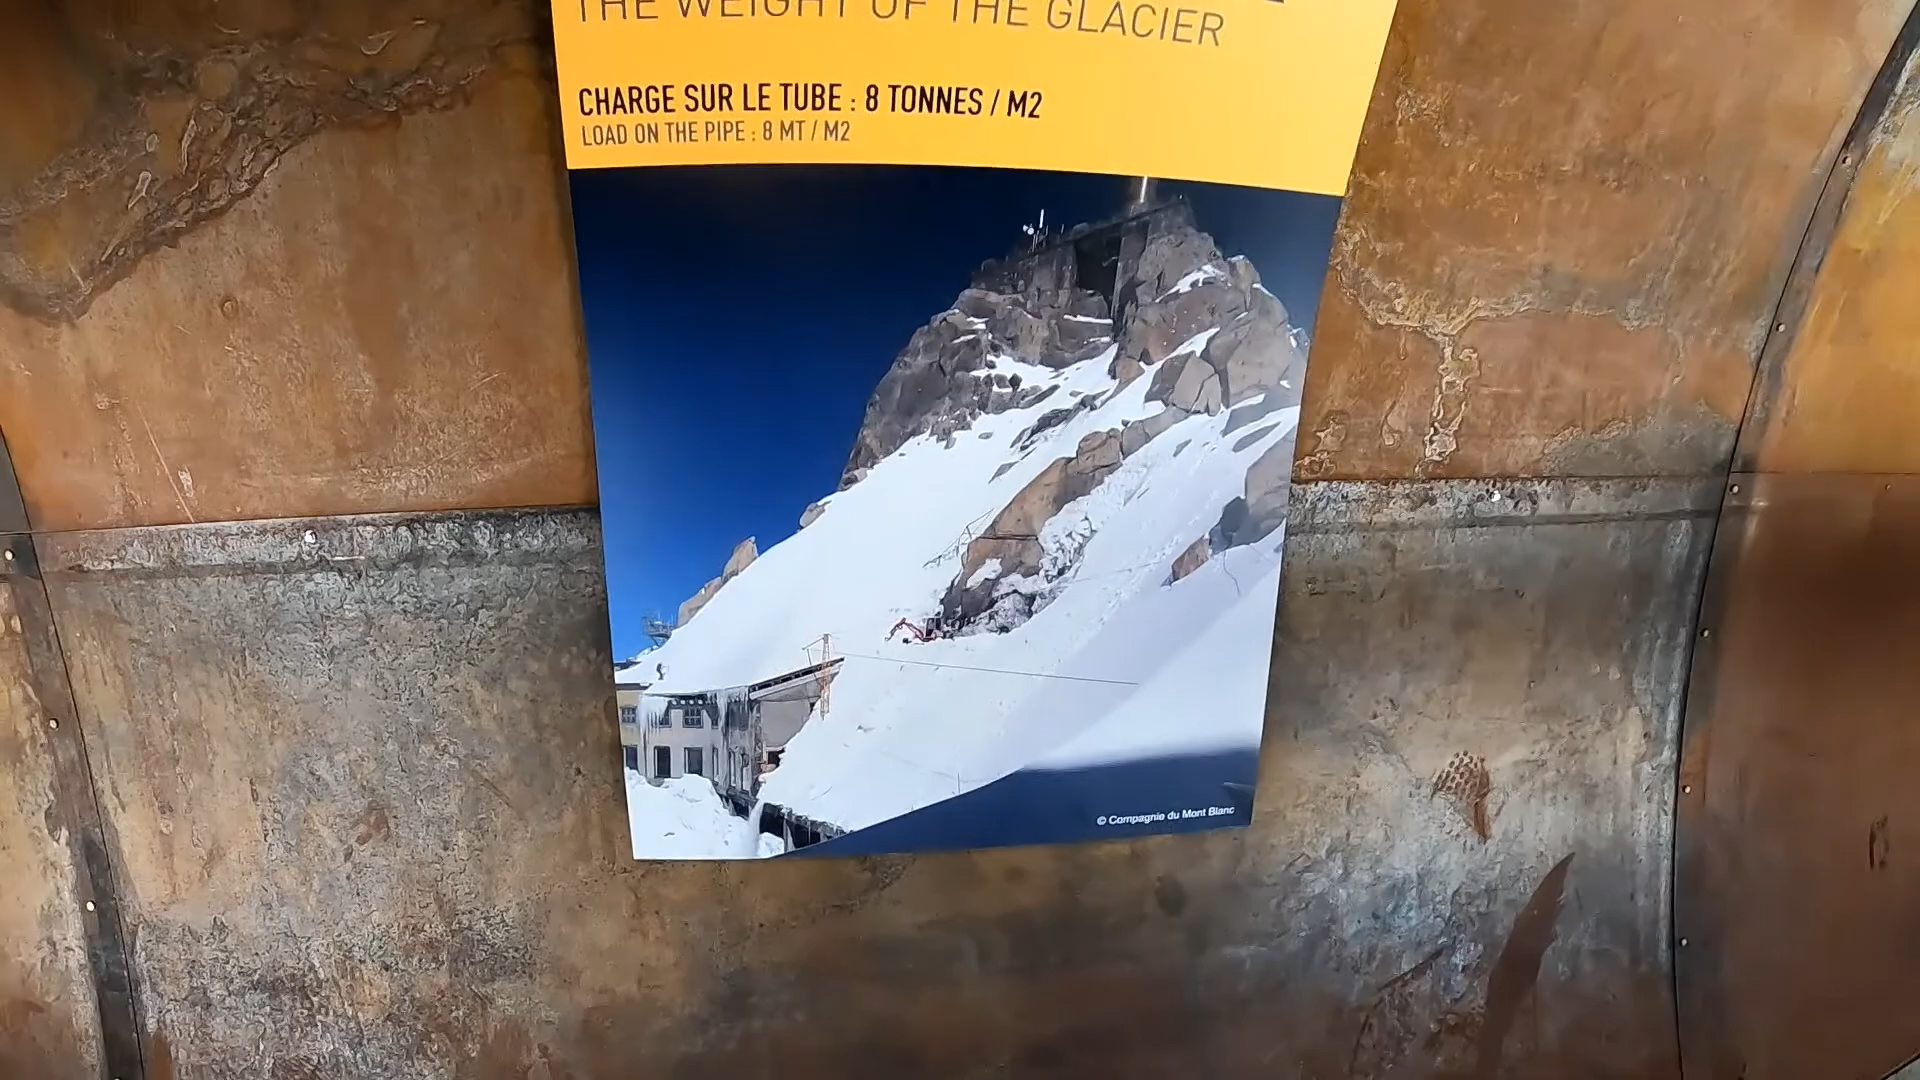 THE WEIGHT OF THE GLACIER
CHARGE SUR LE TUBE : 8 TONNES / M2
LOAD ON THE PIPE : 8 MT / M2
© Compagnie du Mont Blanc